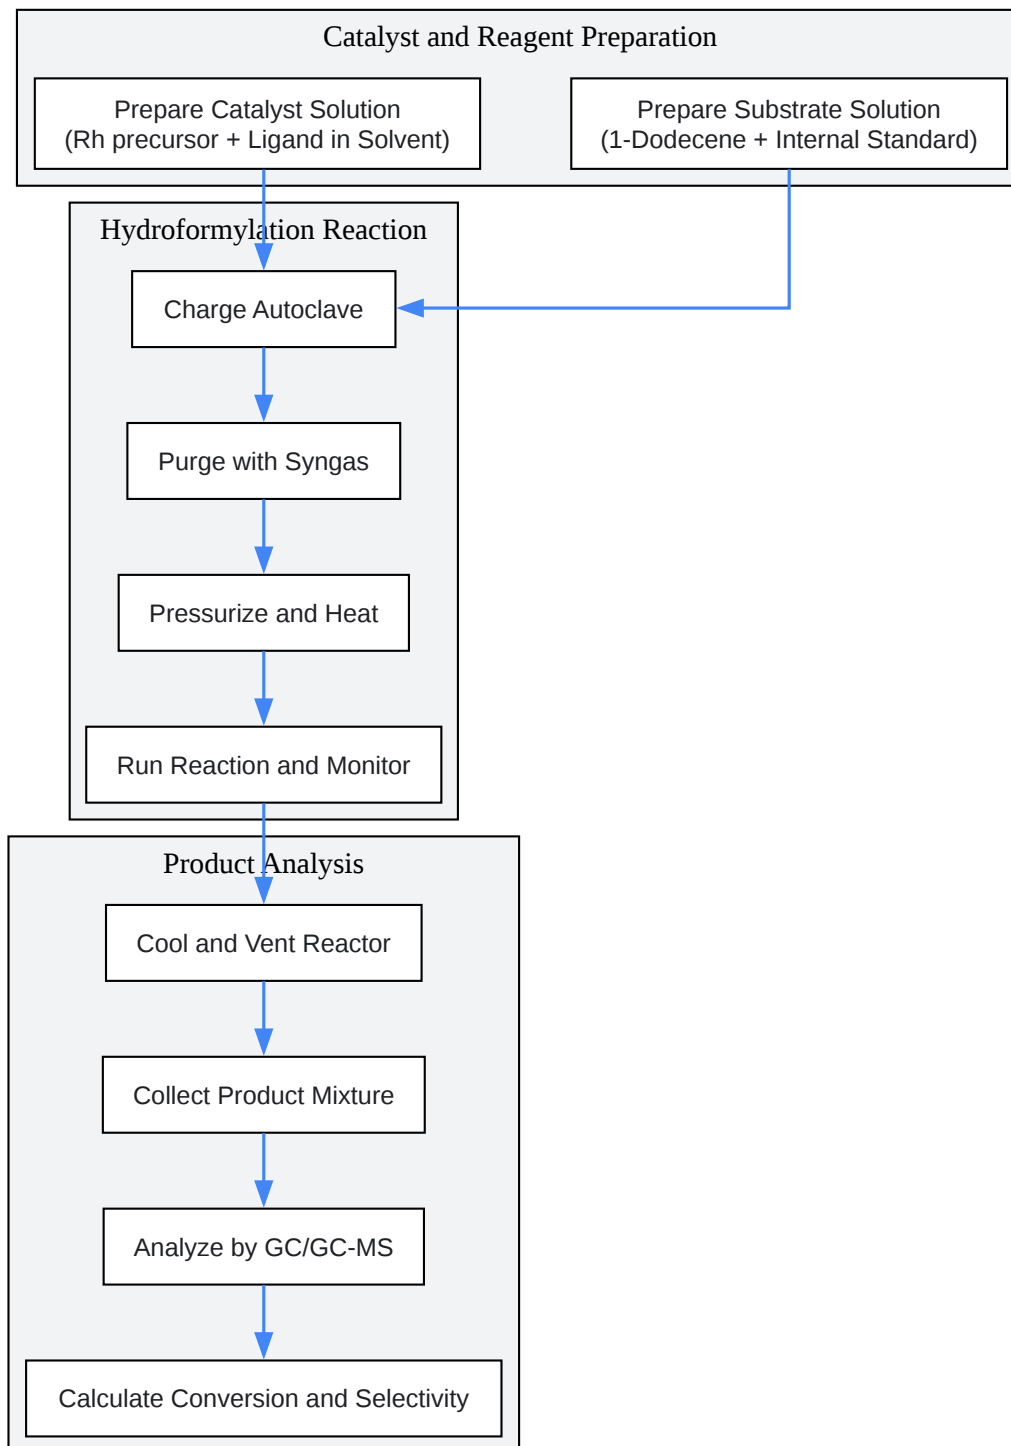 Catalyst and Reagent Preparation
Prepare Catalyst Solution
(Rh precursor + Ligand in Solvent)
Prepare Substrate Solution
(1-Dodecene + Internal Standard)
Hydroformylation Reaction
Charge Autoclave
Purge with Syngas
Pressurize and Heat
Run Reaction and Monitor
Product Analysis
Cool and Vent Reactor
Collect Product Mixture
Analyze by GC/GC-MS
Calculate Conversion and Selectivity